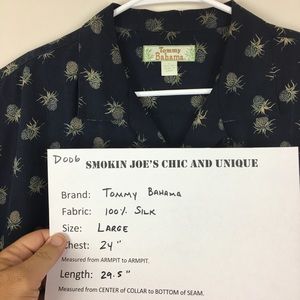 Tommy
Bahama
D006
SMOKIN JOE'S CHIC AND UNIQUE
Brand: TOMMY BAHAMA
Fabric: 100% SILK
Size: LARGE
Chest: 24"
Measured from ARMPIT to ARMPIT.
Length: 29.5"
Measured from CENTER of COLLAR to BOTTOM of SEAM.